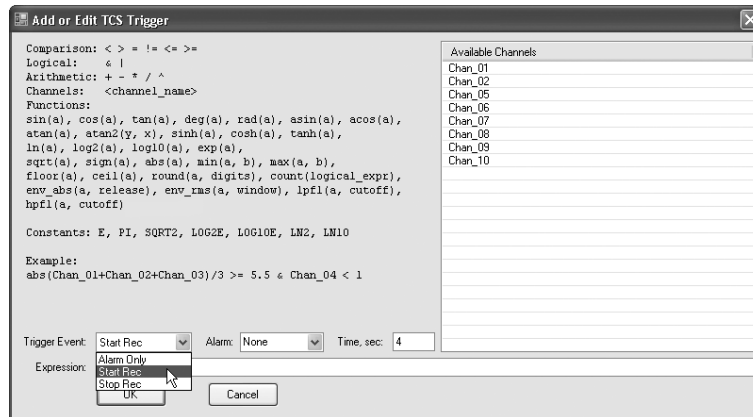 Add or Edit TCS Trigger
Comparison: < > = != <= >=
Logical: & |
Arithmetic: + - * / ^
Channels: <channel_name>
Functions:
sin(a), cos(a), tan(a), deg(a), rad(a), asin(a), acos(a),
atan(a), atan2(y, x), sinh(a), cosh(a), tanh(a),
ln(a), log2(a), log10(a), exp(a),
sqrt(a), sign(a), abs(a), min(a, b), max(a, b),
floor(a), ceil(a), round(a, digits), count(logical_expr),
env_abs(a, release), env_rms(a, window), lpf1(a, cutoff),
hpf1(a, cutoff)
Constants: E, PI, SQRT2, LOG2E, LOG10E, LN2, LN10
Example:
abs(Chan_01+Chan_02+Chan_03)/3 >= 5.5 & Chan_04 < 1
Available Channels
Chan_01
Chan_02
Chan_05
Chan_06
Chan_07
Chan_08
Chan_09
Chan_10
Trigger Event: Start Rec Alarm: None Time, sec: 4
Alarm Only
Expression: Start Rec
Stop Rec
OK Cancel